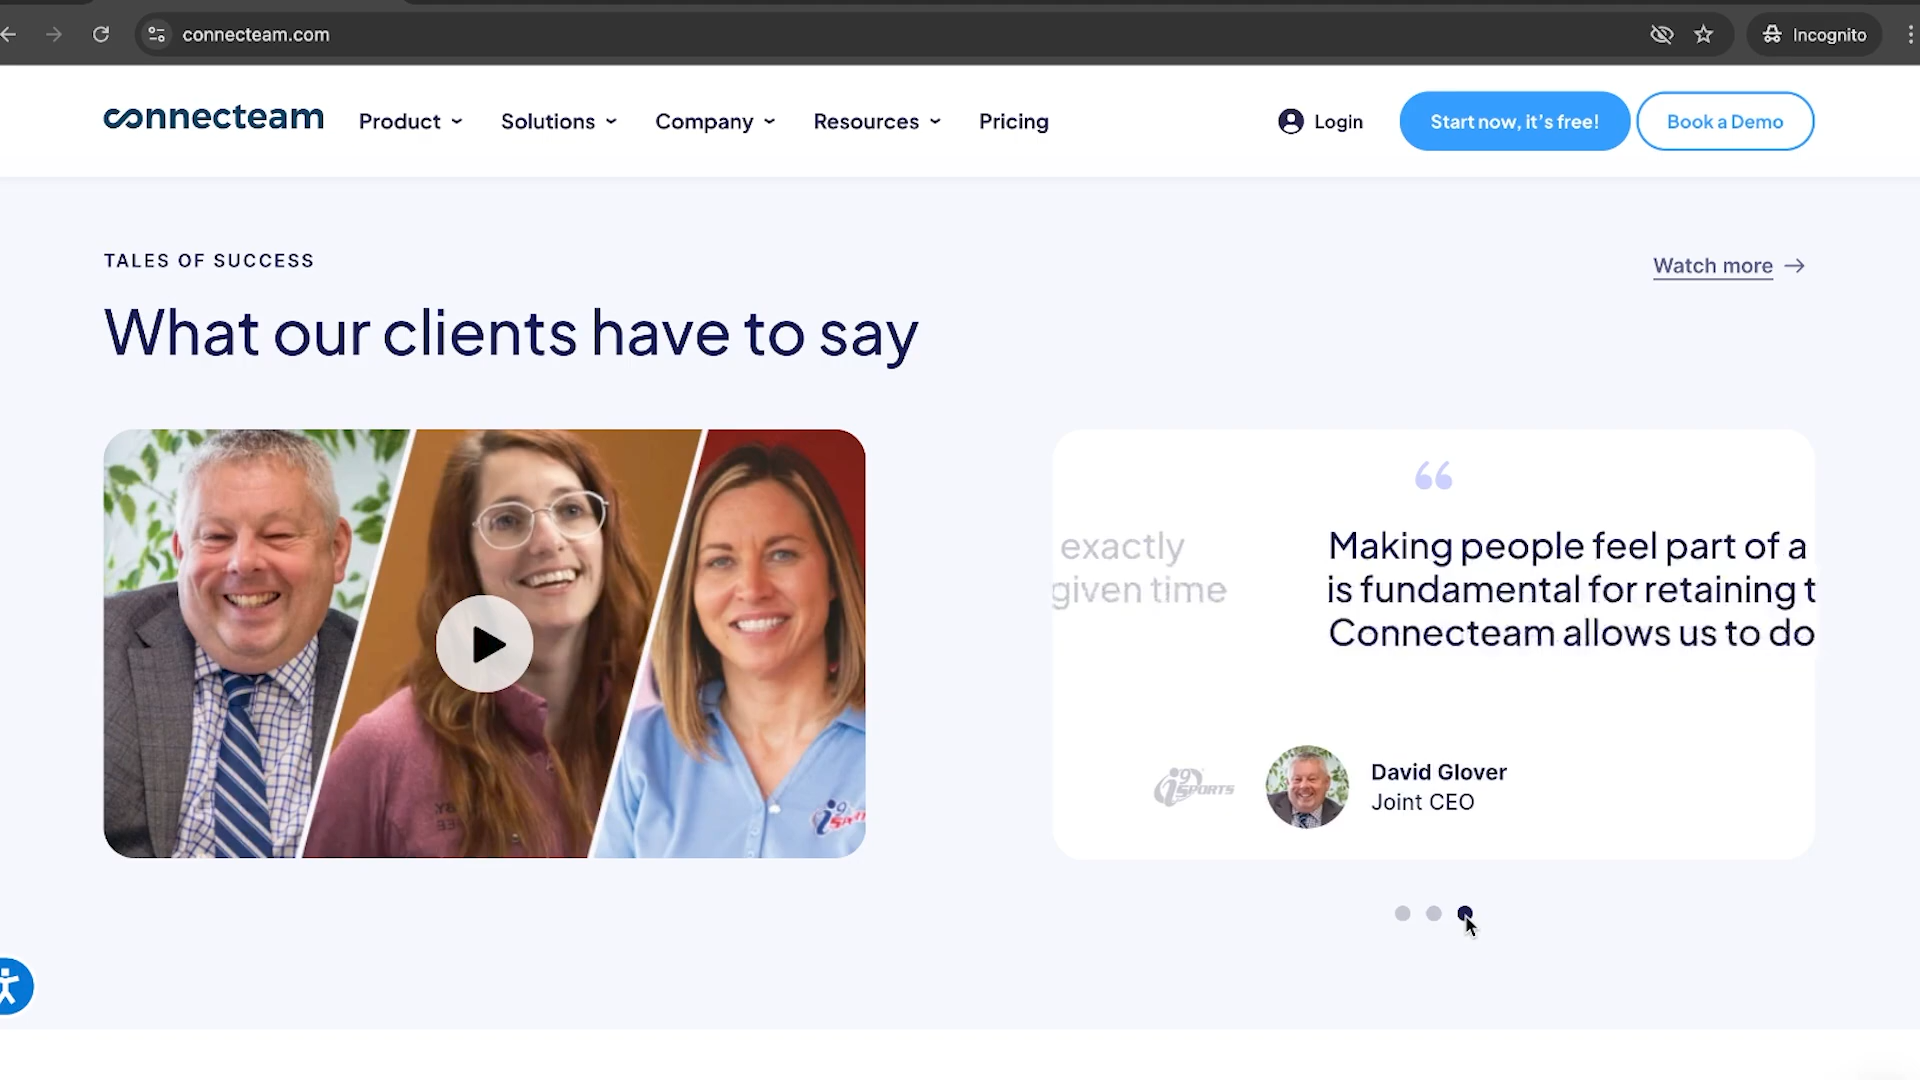 connecteam.com
Incognito
connecteam
Product
Solutions
Company
Resources
Pricing
Login
Start now, it's free!
Book a Demo
TALES OF SUCCESS
Watch more
What our clients have to say
exactly
given time
Making people feel part of a
is fundamental for retaining t
Connecteam allows us to do
i9 SPORTS
David Glover
Joint CEO